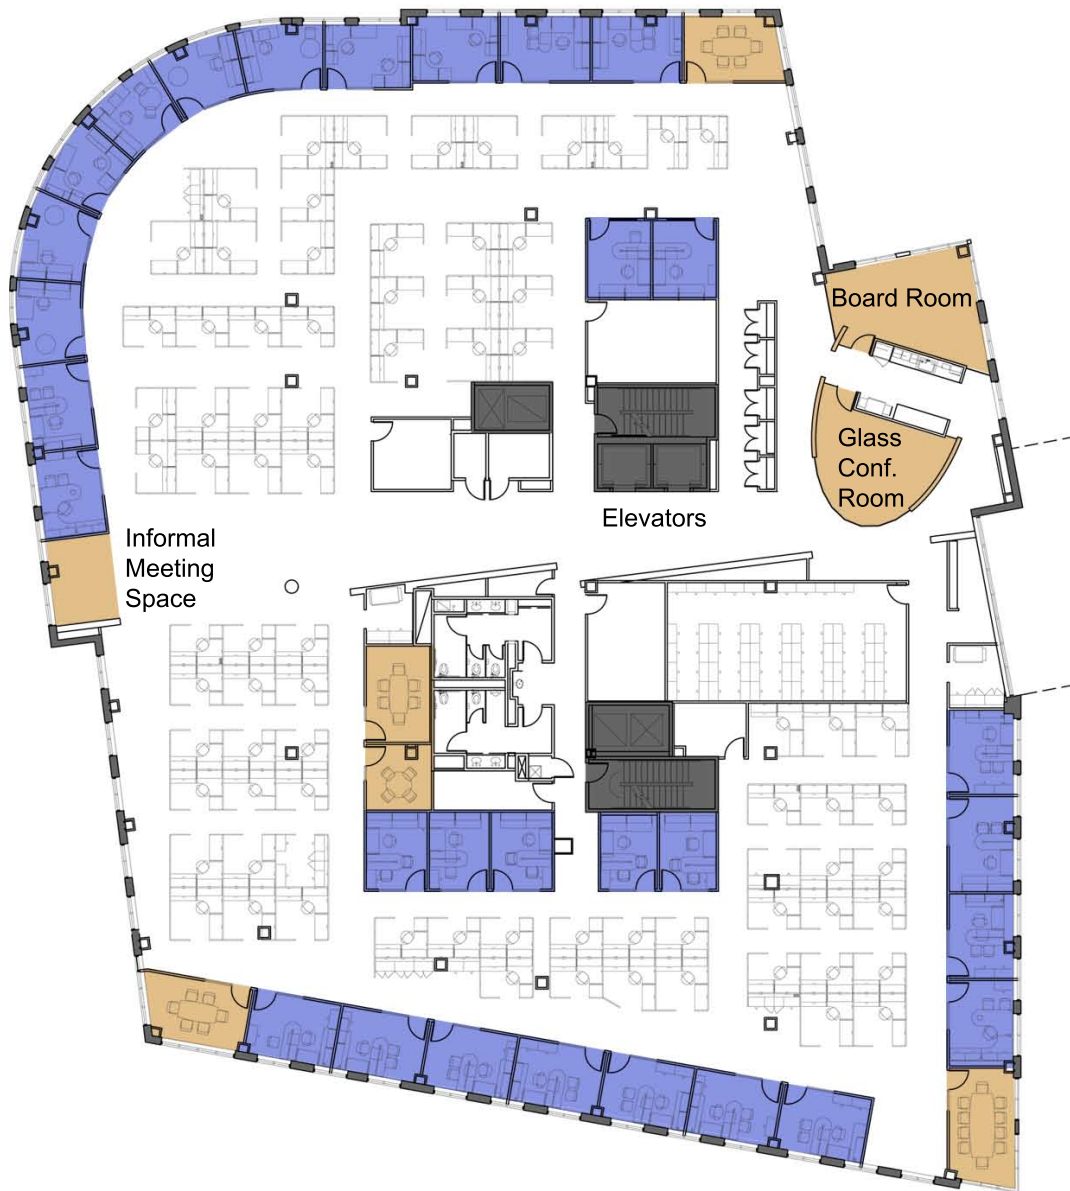 Board Room
Glass
Conf.
Room
Elevators
Informal
Meeting
Space